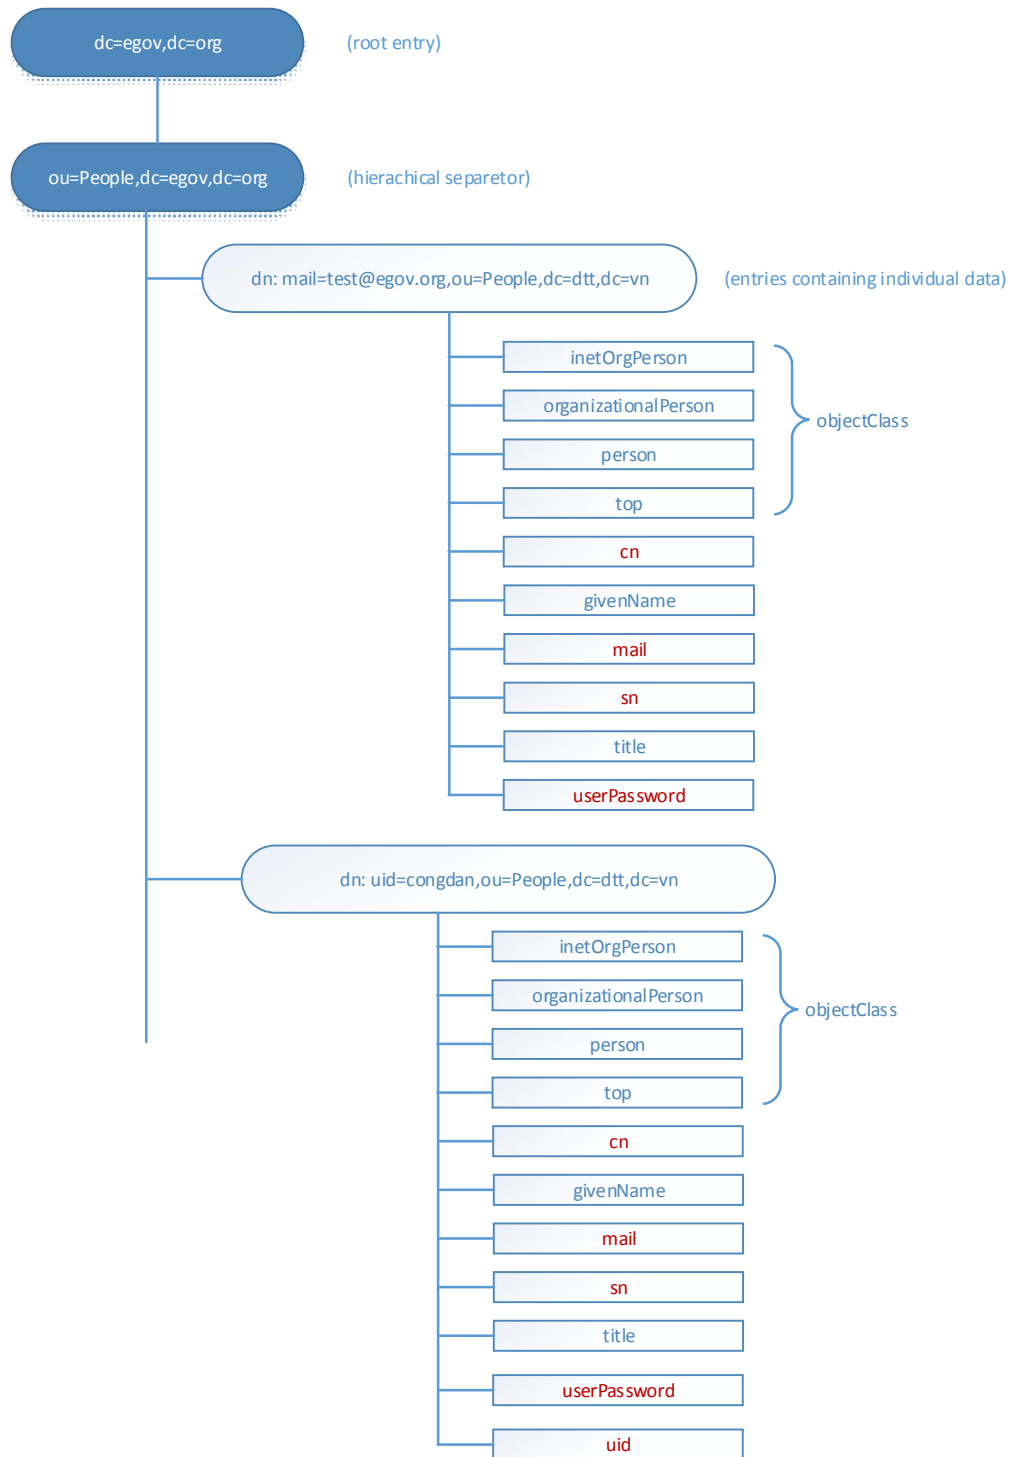 dc=egov,dc=org
(root entry)
ou=People,dc=egov,dc=org
(hierachical separetor)
dn: mail=test@egov.org,ou=People,dc=dtt,dc=vn
(entries containing individual data)
inetOrgPerson
organizationalPerson
person
top
objectClass
cn
givenName
mail
sn
title
userPassword
dn: uid=congdan,ou=People,dc=dtt,dc=vn
inetOrgPerson
organizationalPerson
person
top
objectClass
cn
givenName
mail
sn
title
userPassword
uid